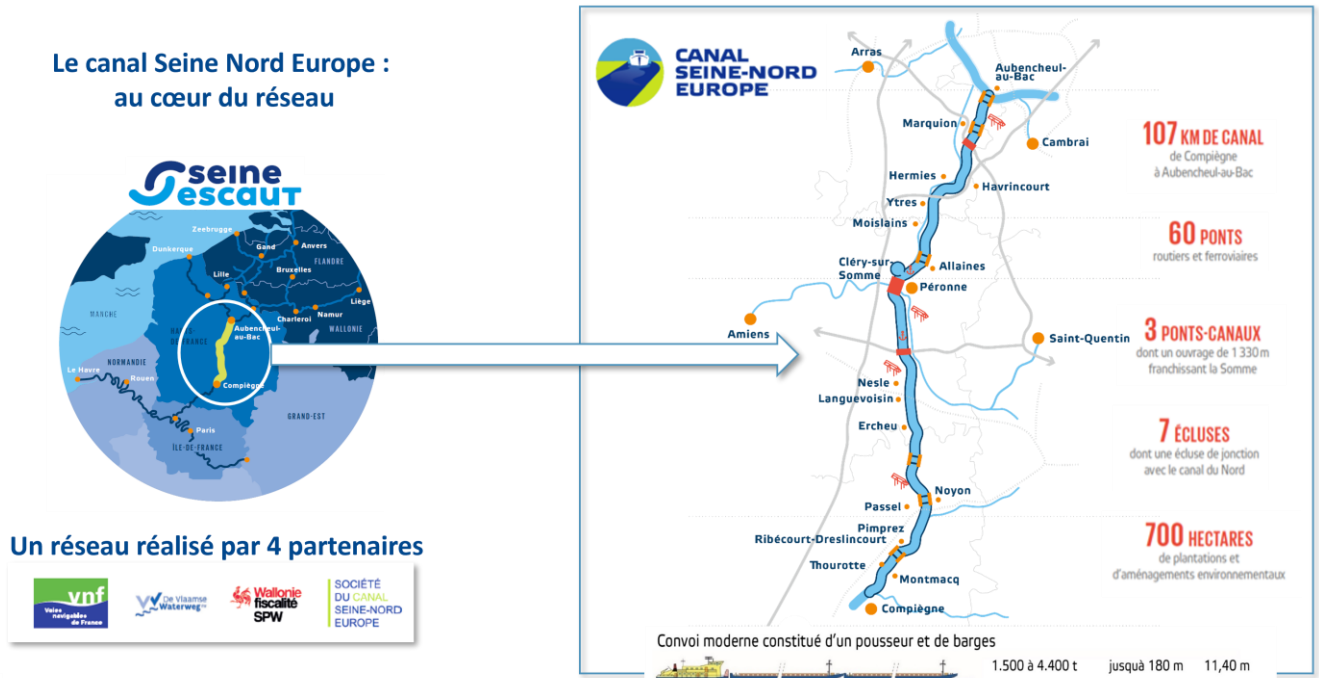 Le canal Seine Nord Europe :
au cœur du réseau
seine
escaut
Zeebrugge
Dunkerque
Gand
Anvers
FLANDRE
Lille
Bruxelles
Liège
Namur
Charleroi
WALLONIE
MANCHE
HAUTS-
DE-FRANCE
Aubencheul-
au-Bac
NORMANDIE
Le Havre
Rouen
Compiègne
GRAND-EST
Paris
ÎLE-DE-FRANCE
Un réseau réalisé par 4 partenaires
vnf
Voies
navigables
de France
De Vlaamse
Waterweg
Wallonie
fiscalité
SPW
SOCIÉTÉ
DU CANAL
SEINE-NORD
EUROPE
CANAL
SEINE-NORD
EUROPE
Arras
Aubencheul-
au-Bac
Marquion
Cambrai
Hermies
Havrincourt
Ytres
Moislains
Cléry-sur-
Somme
Allaines
Péronne
Amiens
Saint-Quentin
Nesle
Languevoisin
Ercheu
Noyon
Passel
Pimprez
Ribécourt-Dreslincourt
Thourotte
Montmacq
Compiègne
107 KM DE CANAL
de Compiègne
à Aubencheul-au-Bac
60 PONTS
routiers et ferroviaires
3 PONTS-CANAUX
dont un ouvrage de 1 330 m
franchissant la Somme
7 ÉCLUSES
dont une écluse de jonction
avec le canal du Nord
700 HECTARES
de plantations et
d'aménagements environnementaux
Convoi moderne constitué d'un pousseur et de barges
1.500 à 4.400 t jusquà 180 m 11,40 m